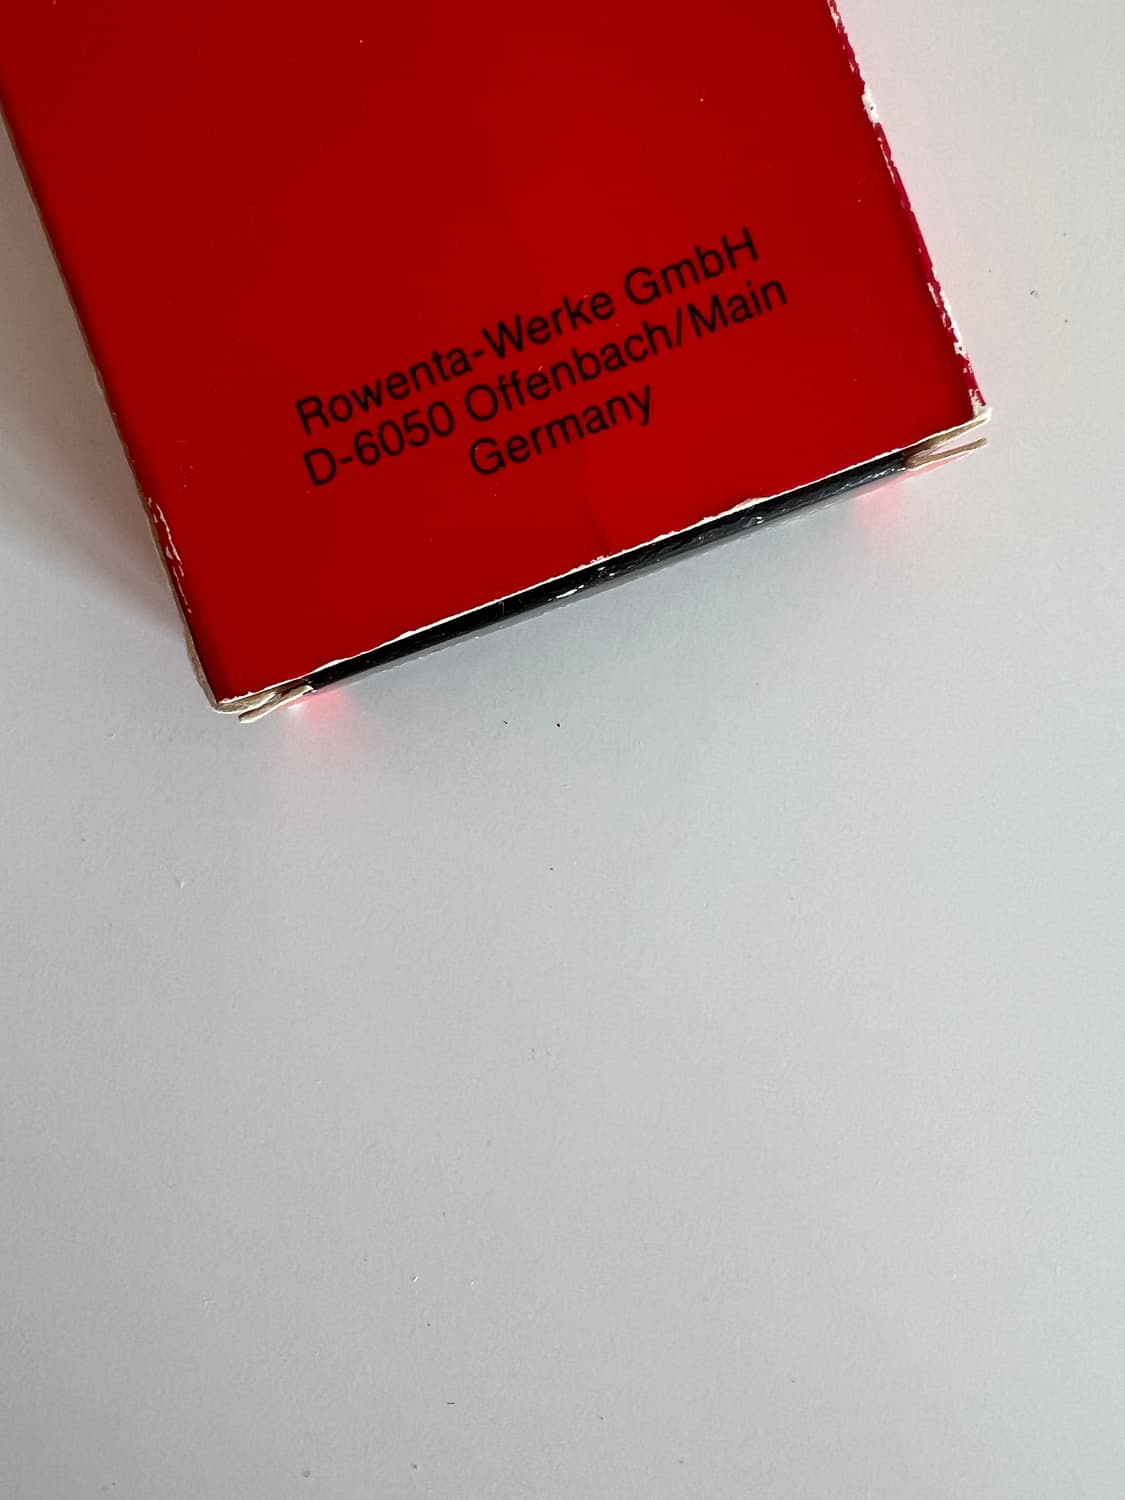 Rowenta-Werke GmbH
D-6050 Offenbach/Main
Germany